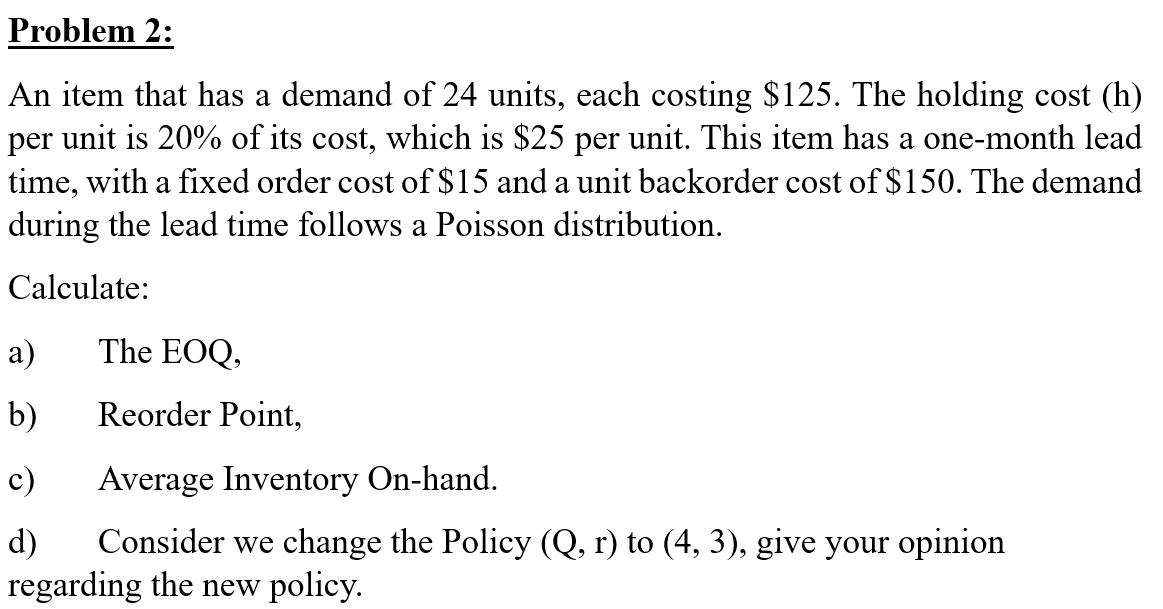 Problem 2:
An item that has a demand of 24 units, each costing $125. The holding cost (h)
per unit is 20% of its cost, which is $25 per unit. This item has a one-month lead
time, with a fixed order cost of $15 and a unit backorder cost of $150. The demand
during the lead time follows a Poisson distribution.
Calculate:
a) The EOQ,
b) Reorder Point,
c) Average Inventory On-hand.
d) Consider we change the Policy (Q, r) to (4, 3), give your opinion
regarding the new policy.